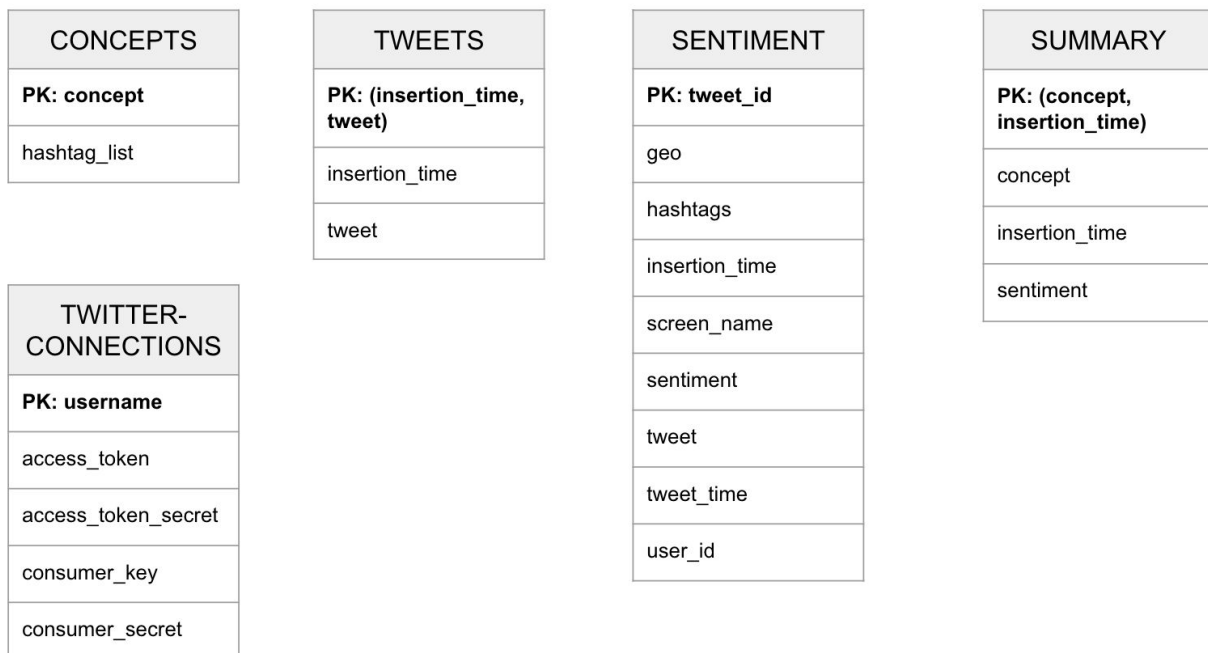 CONCEPTS
PK: concept
hashtag_list
TWITTER-
CONNECTIONS
PK: username
access_token
access_token_secret
consumer_key
consumer_secret
TWEETS
PK: (insertion_time,
tweet)
insertion_time
tweet
SENTIMENT
PK: tweet_id
geo
hashtags
insertion_time
screen_name
sentiment
tweet
tweet_time
user_id
SUMMARY
PK: (concept,
insertion_time)
concept
insertion_time
sentiment